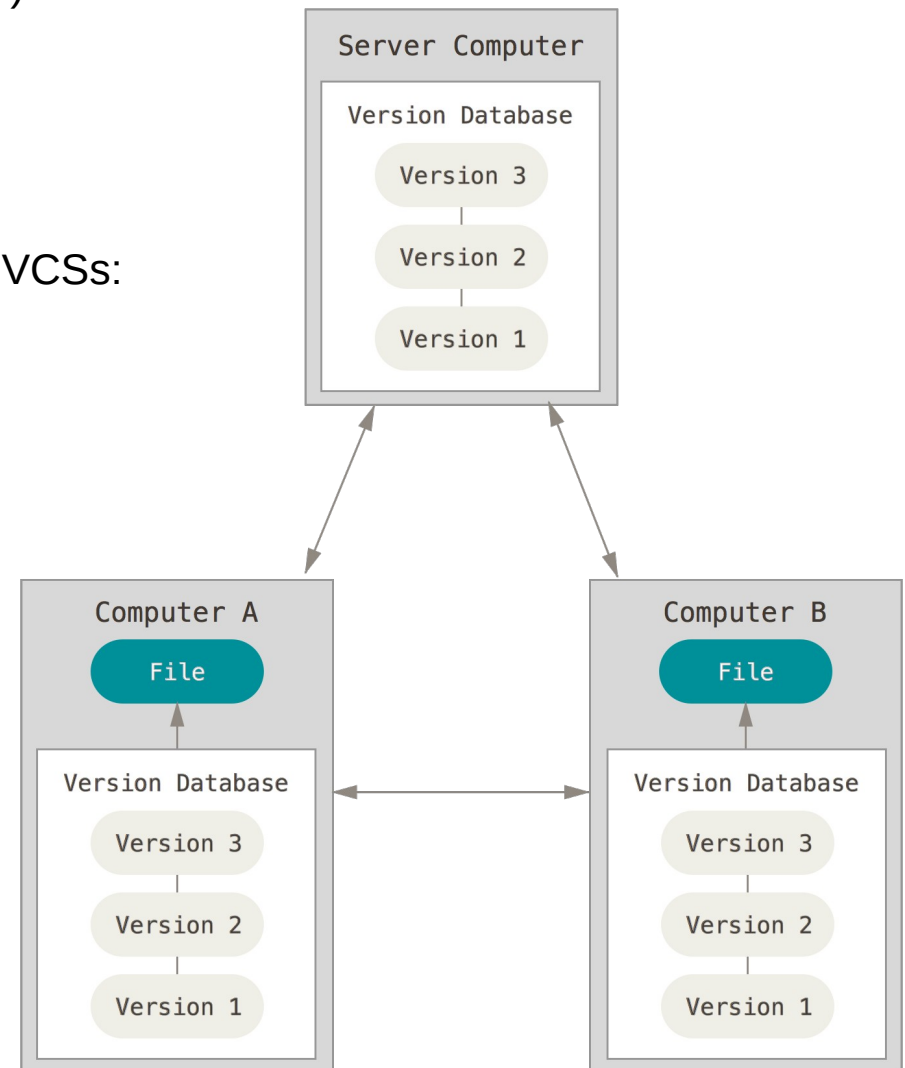 )
Server Computer
Version Database
Version 3
VCSs:
Version 2
Version 1
Computer A
File
Version Database
Version 3
Version 2
Version 1
Computer B
File
Version Database
Version 3
Version 2
Version 1